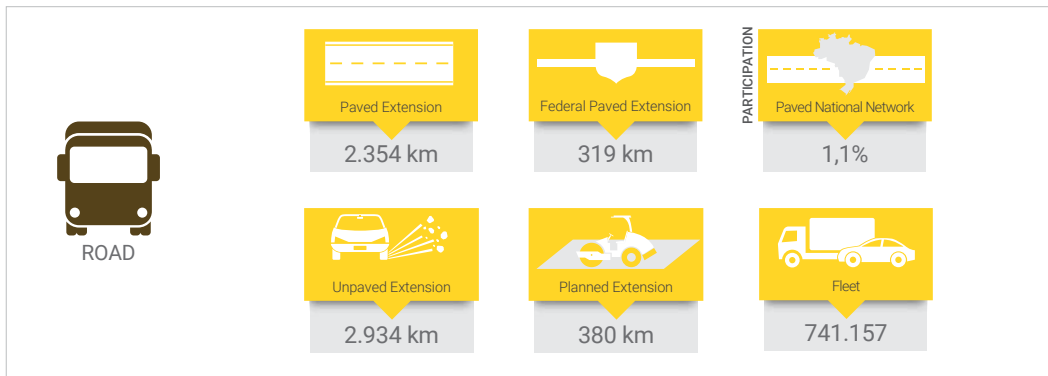 Paved Extension
2.354 km
Federal Paved Extension
319 km
PARTICIPATION
Paved National Network
1,1%
ROAD
Unpaved Extension
2.934 km
Planned Extension
380 km
Fleet
741.157